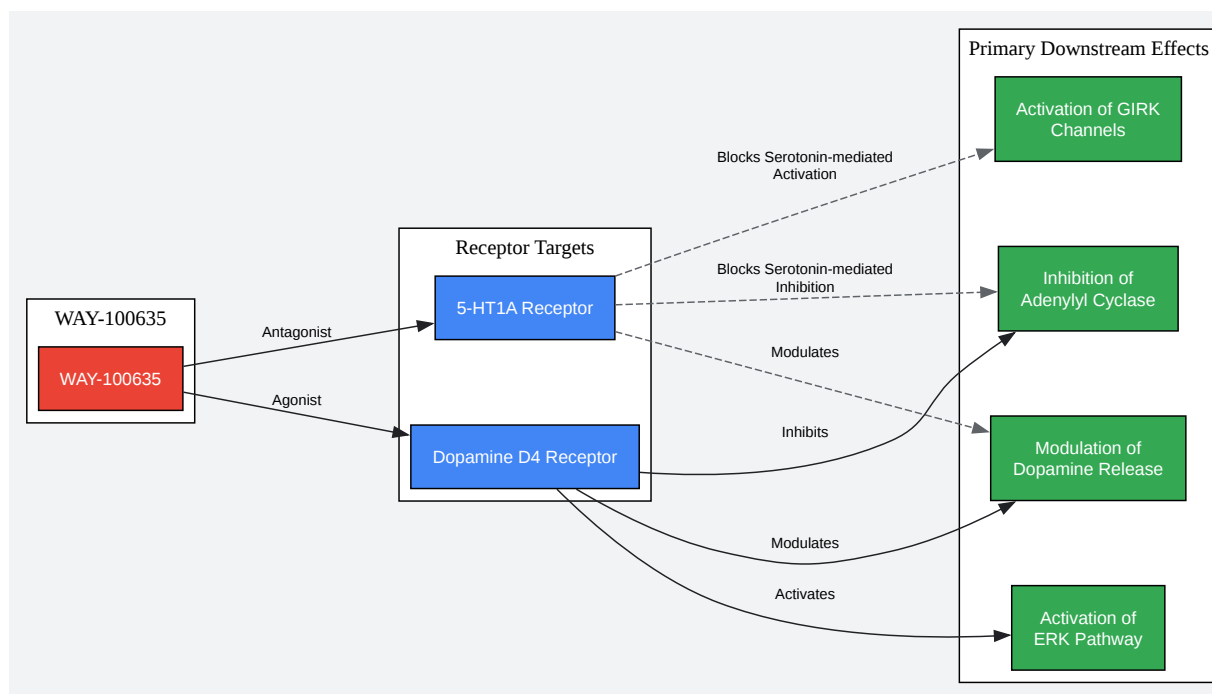 Primary Downstream Effects
Activation of GIRK
Channels
Blocks Serotonin-mediated
Activation
Receptor Targets
5-HT1A Receptor
Blocks Serotonin-mediated
Inhibition
Inhibition of
Adenylyl Cyclase
WAY-100635
WAY-100635
Antagonist
Agonist
Modulates
Inhibits
Dopamine D4 Receptor
Modulation of
Dopamine Release
Modulates
Activates
Activation of
ERK Pathway